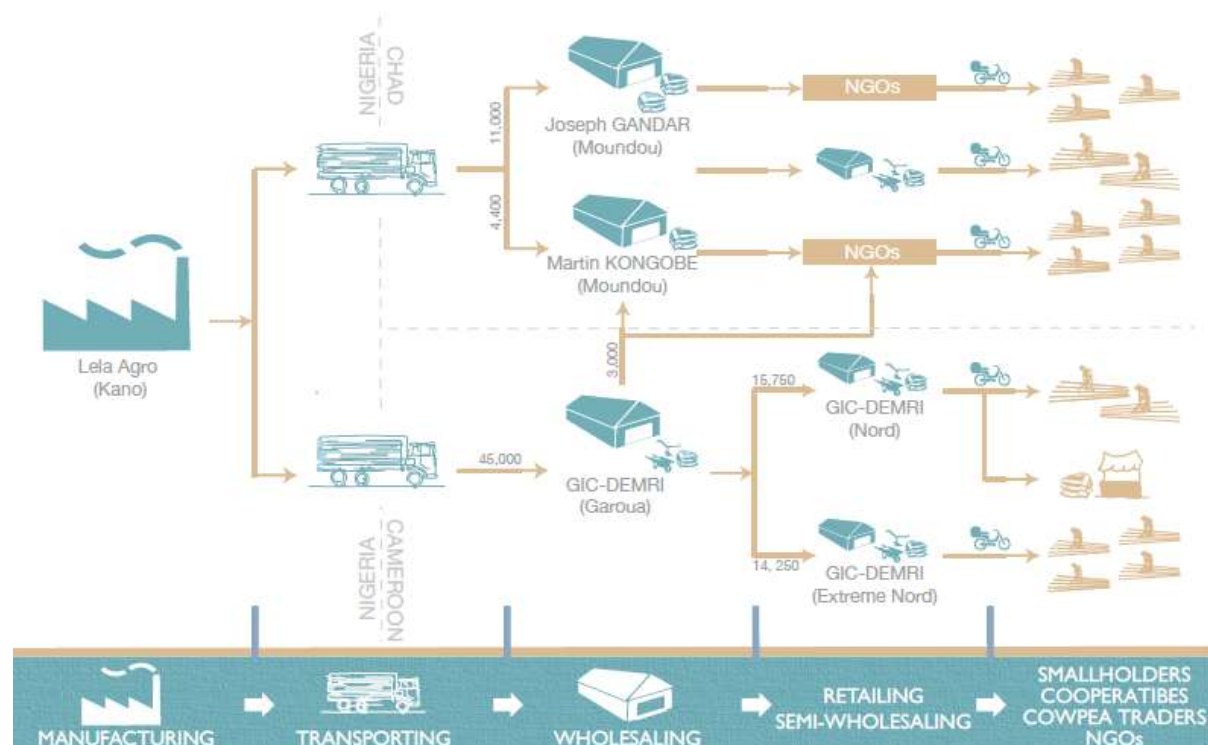 NIGERIA
CHAD
11,000
4,400
Joseph GANDAR
(Moundou)
NGOs
Martin KONGOBE
(Moundou)
NGOs
Lela Agro
(Kano)
3,000
45,000
GIC-DEMRI
(Garoua)
15,750
GIC-DEMRI
(Nord)
14, 250
GIC-DEMRI
(Extreme Nord)
NIGERIA
CAMEROON
MANUFACTURING
TRANSPORTING
WHOLESALING
RETAILING
SEMI-WHOLESALING
SMALLHOLDERS
COOPERATIBES
COWPEA TRADERS
NGOs